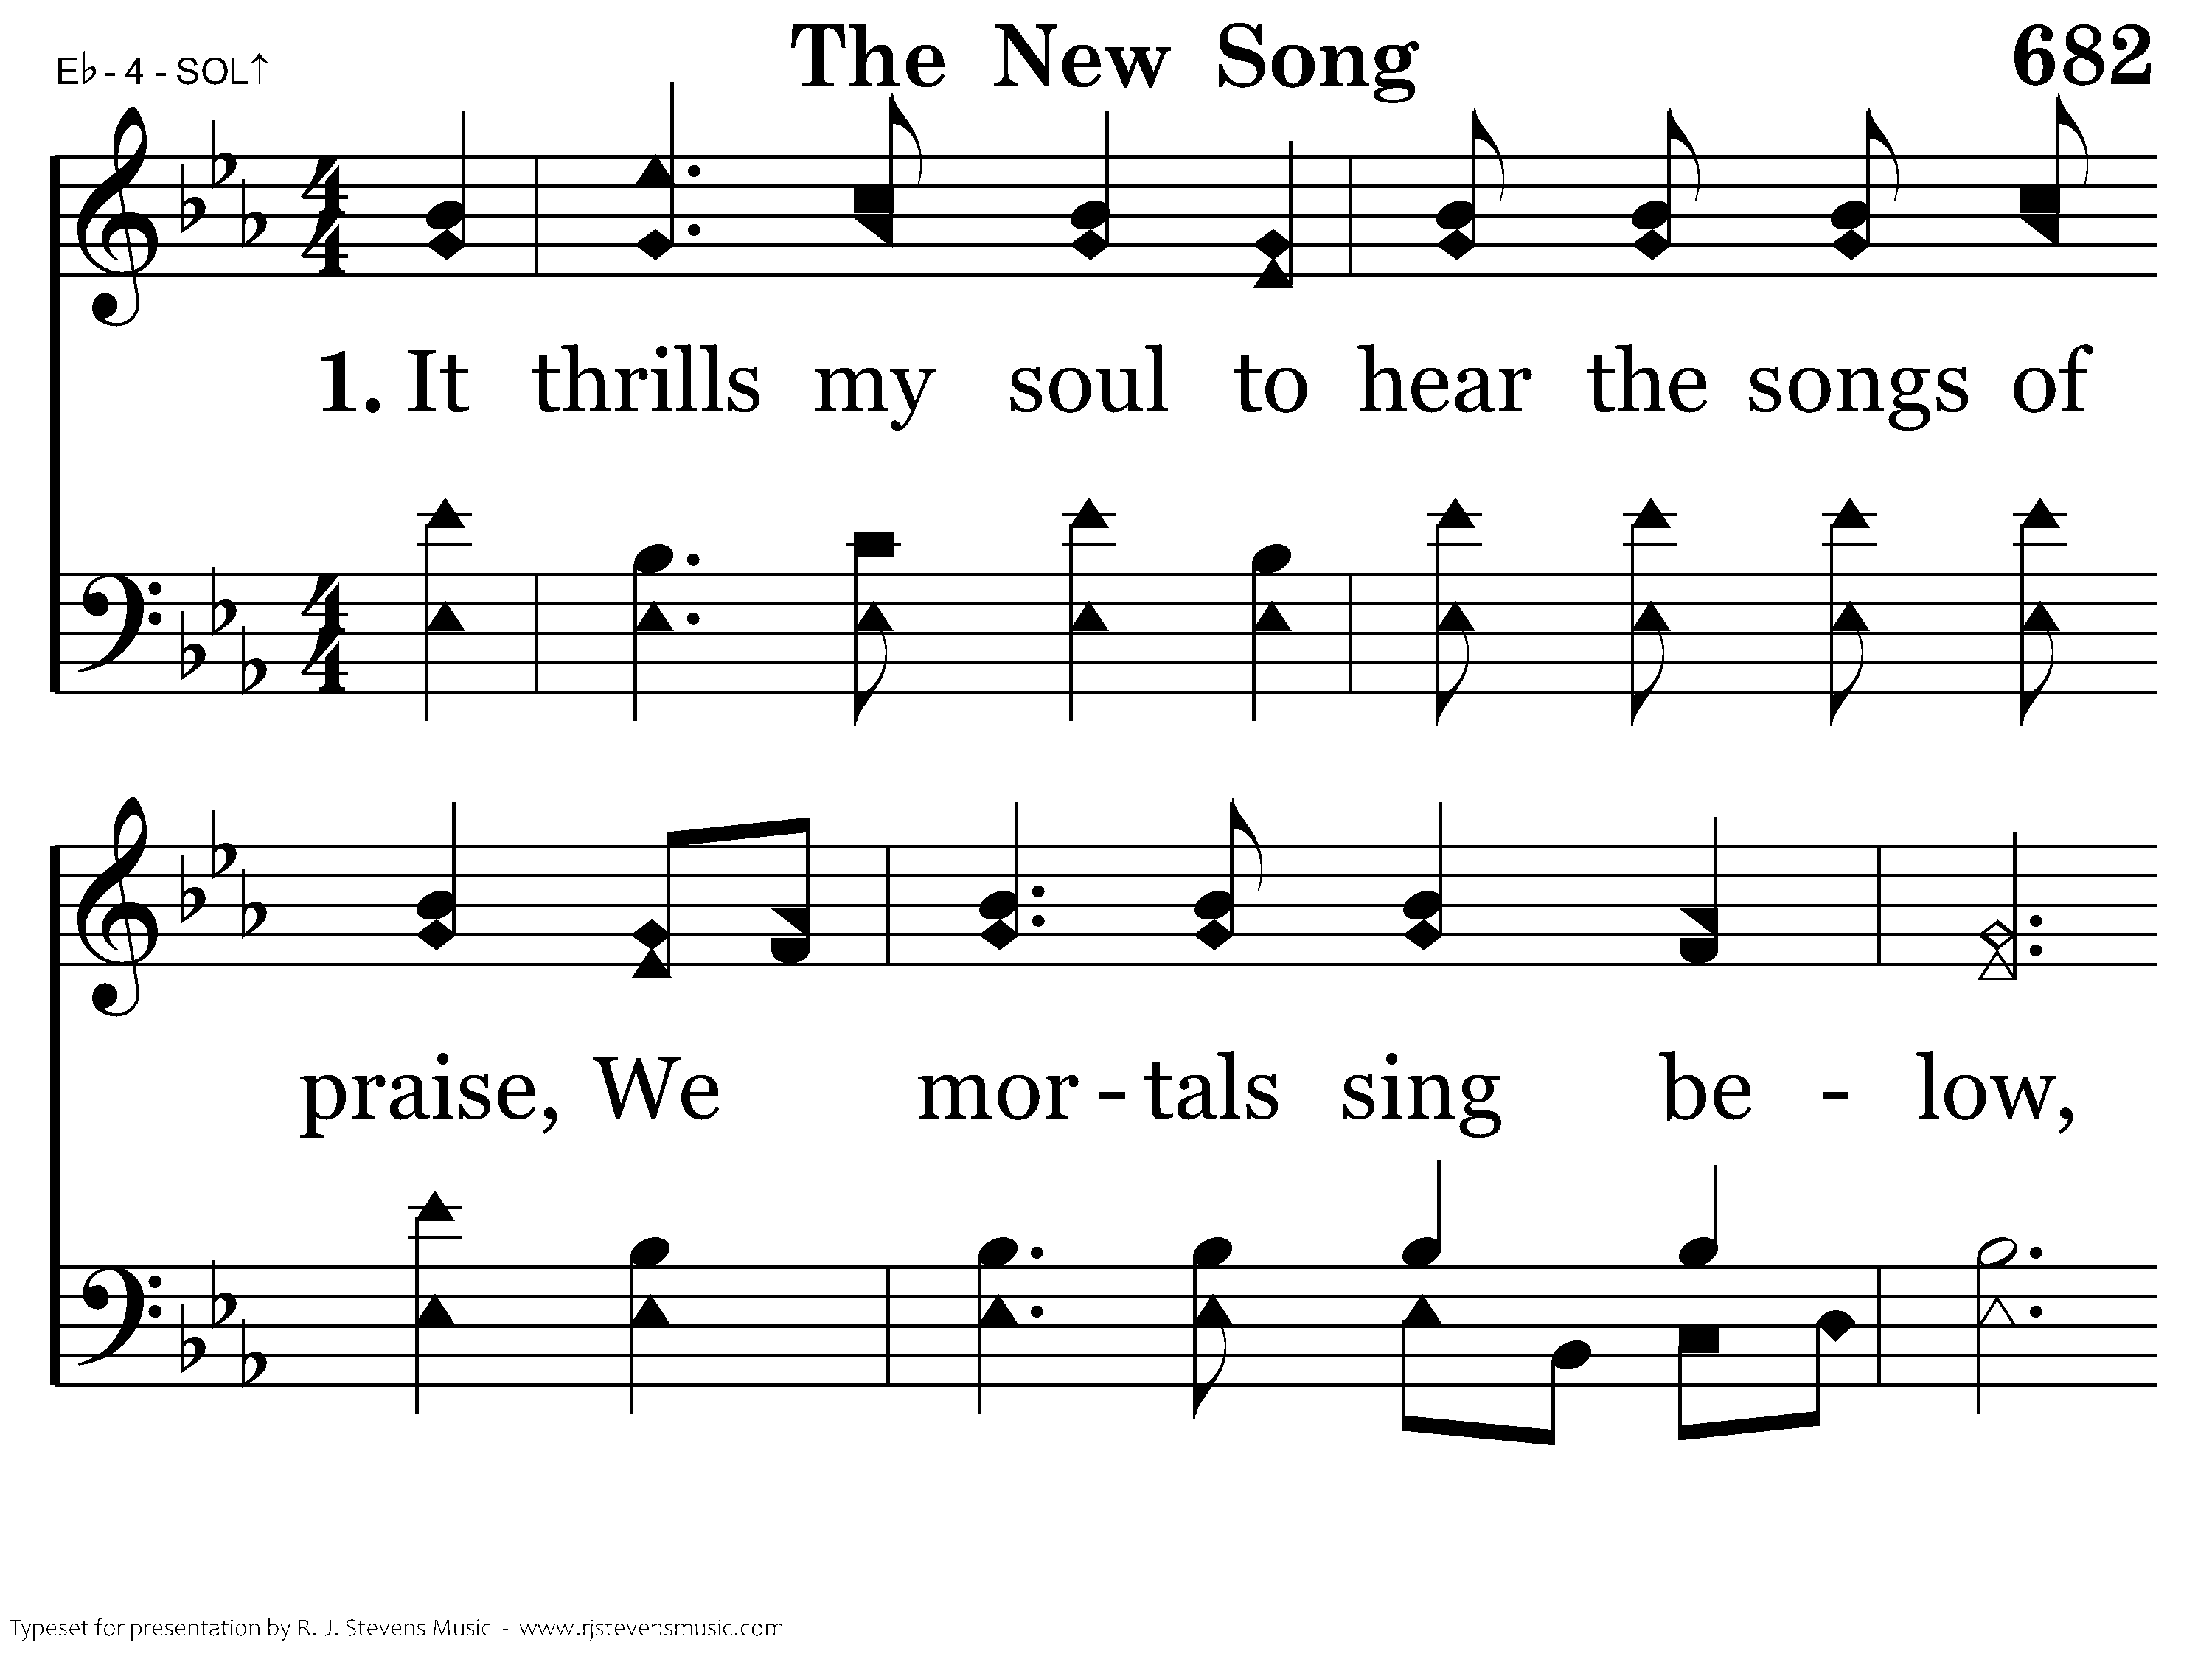 The New Song
682
E♭ - 4 - SOL↑
1. It thrills my soul to hear the songs of
praise, We mor - tals sing be - low,
Typeset for presentation by R. J. Stevens Music - www.rjstevensmusic.com